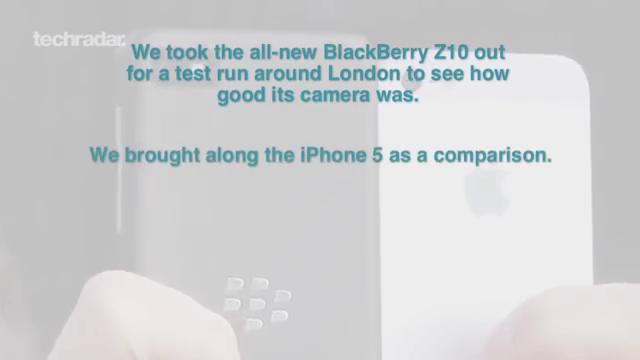 techradar.
We took the all-new BlackBerry Z10 out
for a test run around London to see how
good its camera was.
We brought along the iPhone 5 as a comparison.